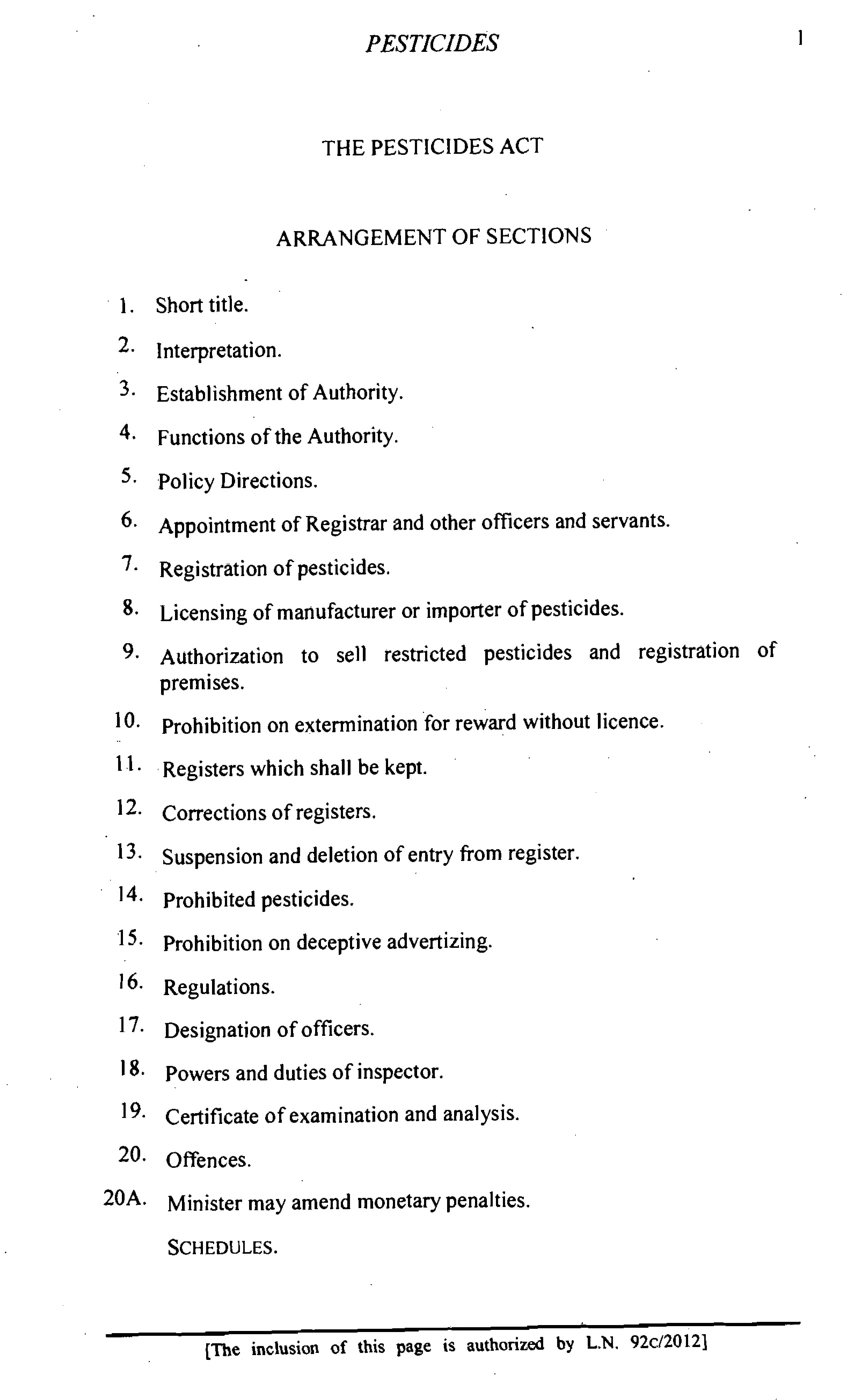 PESTICIDES 1
THE PESTICIDES ACT
ARRANGEMENT OF SECTIONS
1. Short title.
2. Interpretation.
3. Establishment of Authority.
4. Functions of the Authority.
5. Policy Directions.
6. Appointment of Registrar and other officers and servants.
7. Registration of pesticides.
8. Licensing of manufacturer or importer of pesticides.
9. Authorization to sell restricted pesticides and registration of
premises.
10. Prohibition on extermination for reward without licence.
11. Registers which shall be kept.
12. Corrections of registers.
13. Suspension and deletion of entry from register.
14. Prohibited pesticides.
15. Prohibition on deceptive advertizing.
16. Regulations.
17. Designation of officers.
18. Powers and duties of inspector.
19. Certificate of examination and analysis.
20. Offences.
20A. Minister may amend monetary penalties.
SCHEDULES.
[The inclusion of this page is authorized by L.N. 92c/2012]